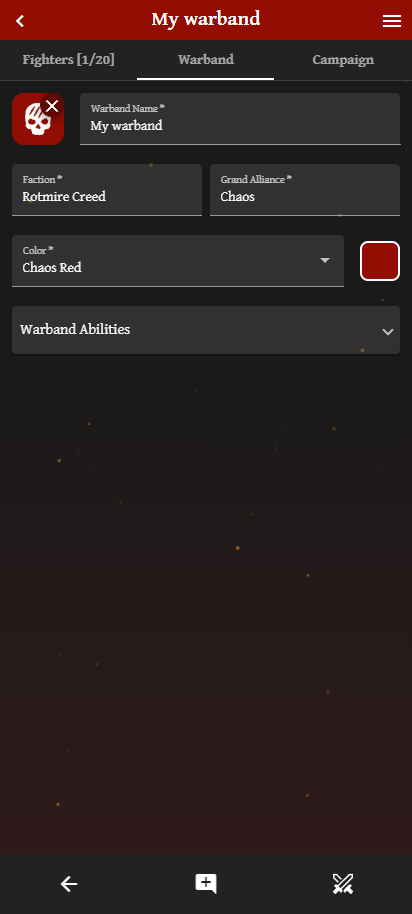 My warband
Fighters [1/20]
Warband
Campaign
Warband Name *
My warband
Faction *
Rotmire Creed
Grand Alliance *
Chaos
Color *
Chaos Red
Warband Abilities